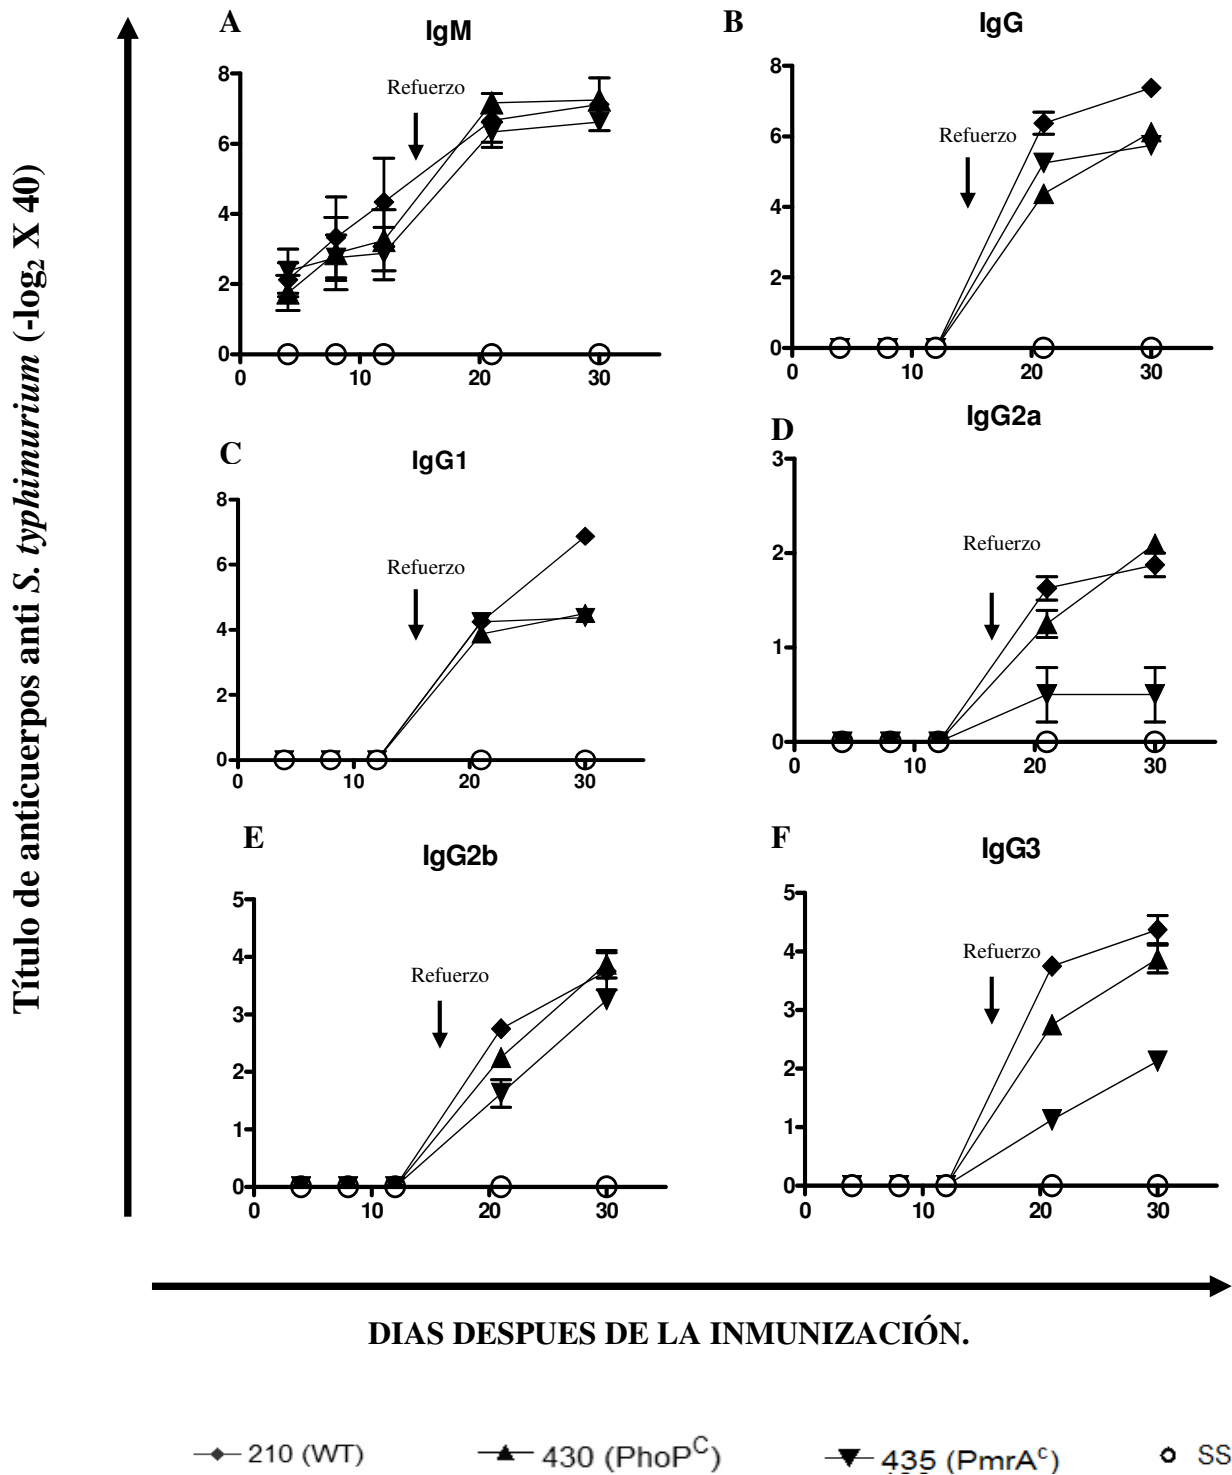 Título de anticuerpos anti S. typhimurium (-log₂ X 40)
A
IgM
8
6
4
2
0
Refuerzo
0 10 20 30
B
IgG
8
6
4
2
0
Refuerzo
0 10 20 30
C
IgG1
8
6
4
2
0
Refuerzo
0 10 20 30
D
IgG2a
3
2
1
0
Refuerzo
0 10 20 30
E
IgG2b
5
4
3
2
1
0
Refuerzo
0 10 20 30
F
IgG3
5
4
3
2
1
0
Refuerzo
0 10 20 30
DIAS DESPUES DE LA INMUNIZACIÓN.
210 (WT) 430 (PhoP^C) 435 (PmrA^c) SS